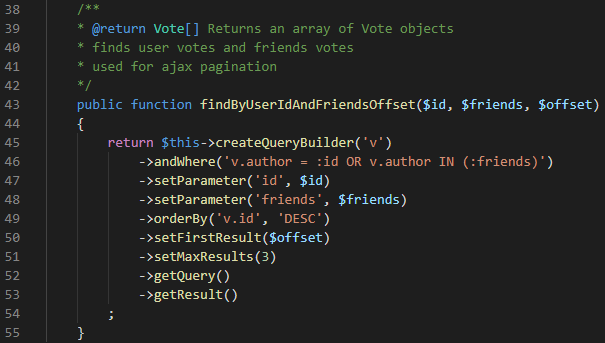 38 /**
39 * @return Vote[] Returns an array of Vote objects
40 * finds user votes and friends votes
41 * used for ajax pagination
42 */
43 public function findByUserIdAndFriendsOffset($id, $friends, $offset)
44 {
45 return $this->createQueryBuilder('v')
46 ->andWhere('v.author = :id OR v.author IN (:friends)')
47 ->setParameter('id', $id)
48 ->setParameter('friends', $friends)
49 ->orderBy('v.id', 'DESC')
50 ->setFirstResult($offset)
51 ->setMaxResults(3)
52 ->getQuery()
53 ->getResult()
54 ;
55 }